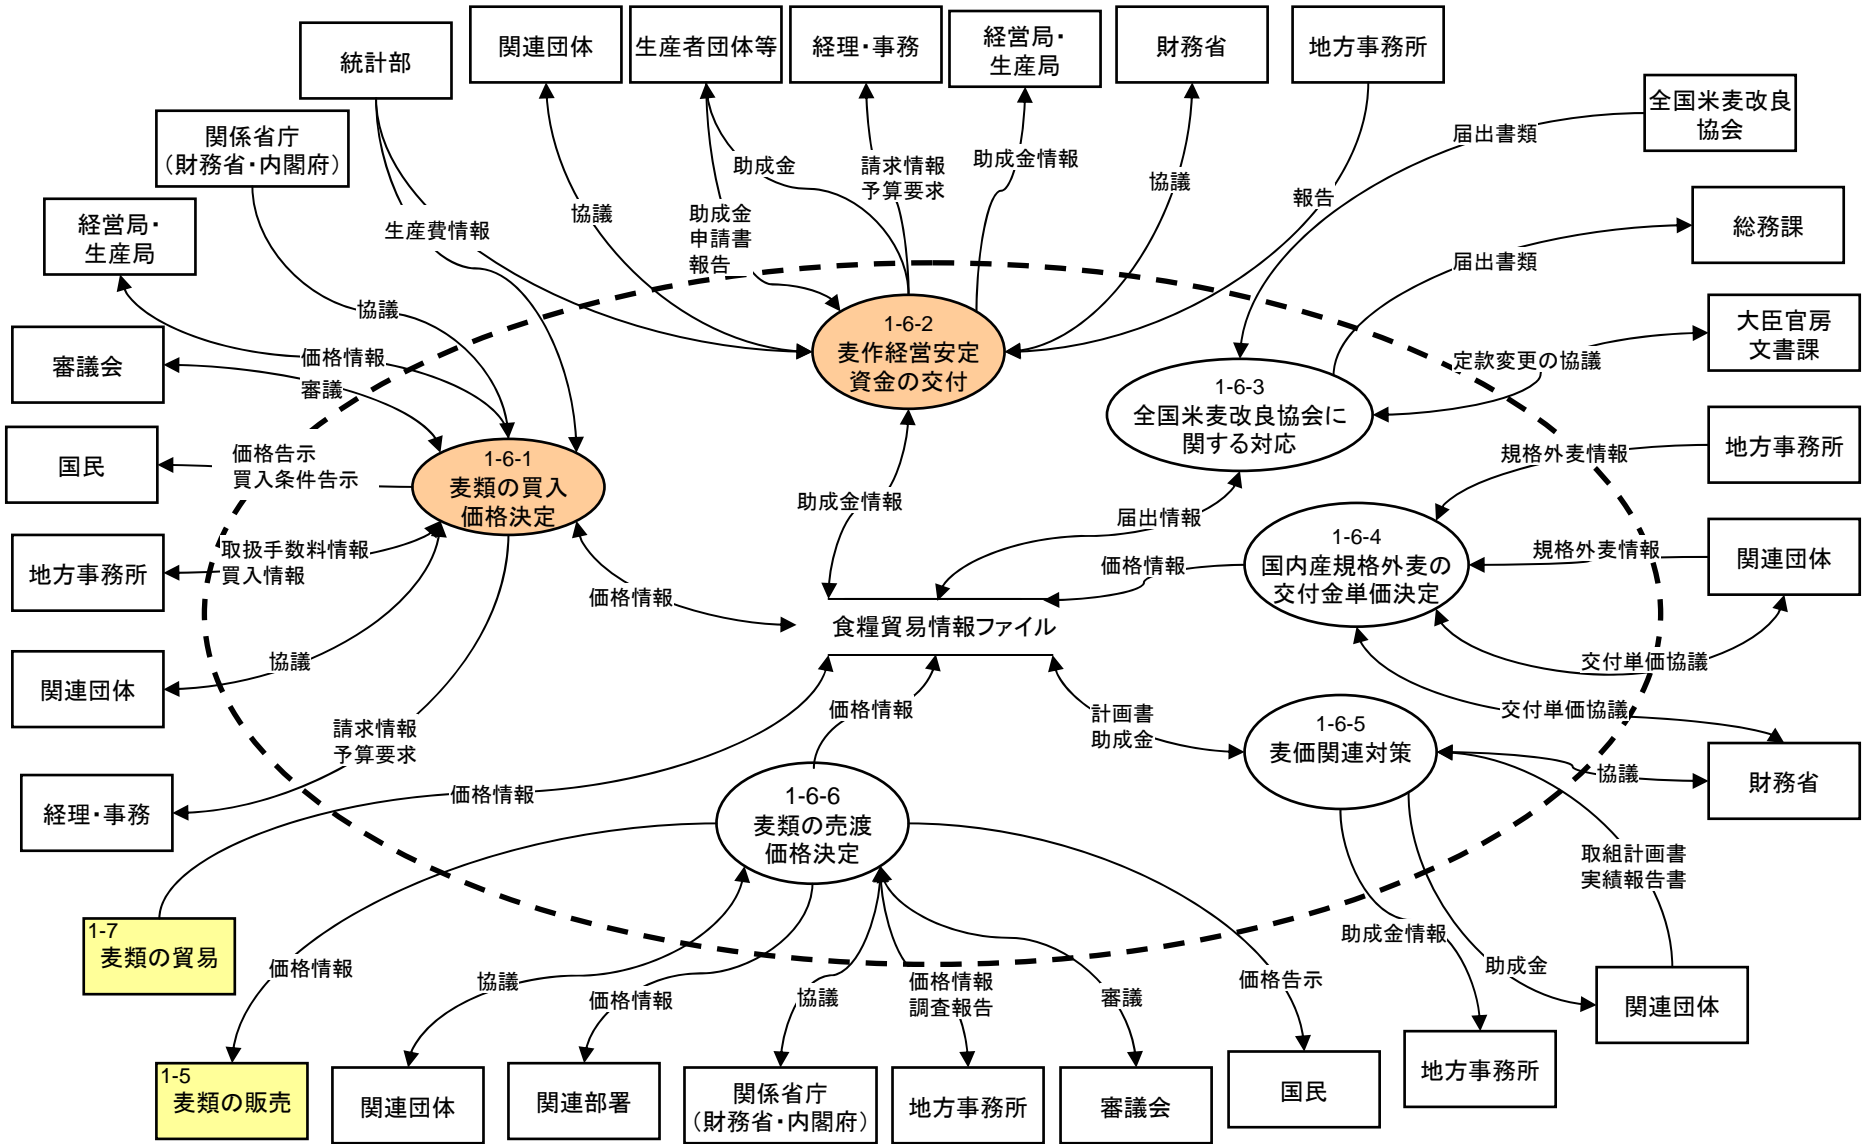 統計部
関連団体
生産者団体等
経理・事務
経営局・
生産局
財務省
地方事務所
全国米麦改良
協会
関係省庁
（財務省・内閣府）
経営局・
生産局
審議会
国民
地方事務所
関連団体
経理・事務
1-7
麦類の貿易
1-5
麦類の販売
関連団体
関連部署
関係省庁
（財務省・内閣府）
地方事務所
審議会
国民
地方事務所
関連団体
財務省
関連団体
地方事務所
大臣官房
文書課
総務課
生産費情報
協議
助成金
助成金
申請書
報告
請求情報
予算要求
助成金情報
協議
報告
届出書類
届出書類
定款変更の協議
協議
価格情報
審議
価格告示
買入条件告示
取扱手数料情報
買入情報
協議
請求情報
予算要求
1-6-1
麦類の買入
価格決定
1-6-2
麦作経営安定
資金の交付
1-6-3
全国米麦改良協会に
関する対応
1-6-4
国内産規格外麦の
交付金単価決定
1-6-5
麦価関連対策
1-6-6
麦類の売渡
価格決定
食糧貿易情報ファイル
助成金情報
届出情報
価格情報
価格情報
価格情報
価格情報
計画書
助成金
規格外麦情報
規格外麦情報
交付単価協議
交付単価協議
協議
取組計画書
実績報告書
助成金情報
助成金
価格情報
協議
価格情報
協議
価格情報
調査報告
審議
価格告示